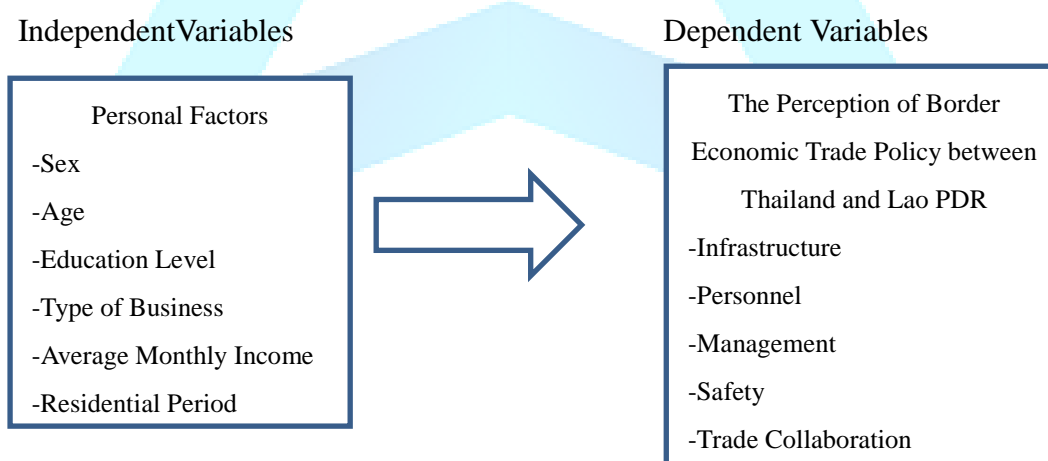 IndependentVariables
Personal Factors
-Sex
-Age
-Education Level
-Type of Business
-Average Monthly Income
-Residential Period
Dependent Variables
The Perception of Border
Economic Trade Policy between
Thailand and Lao PDR
-Infrastructure
-Personnel
-Management
-Safety
-Trade Collaboration